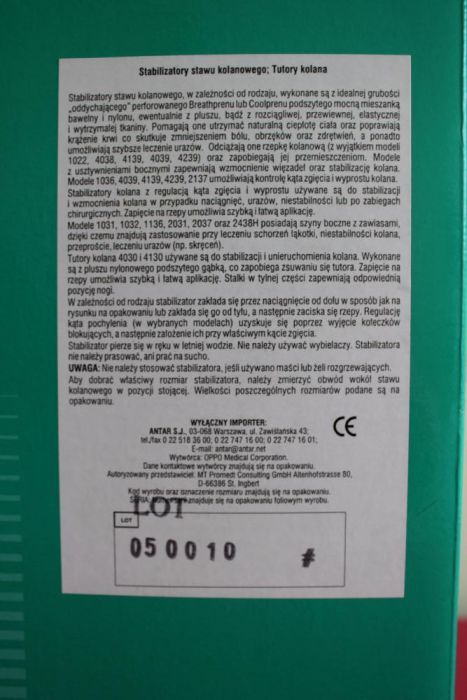 Stabilizatory stawu kolanowego; Tutory kolana
Stabilizatory stawu kolanowego, w zależności od rodzaju, wykonane są z idealnej grubości
„oddychającego" perforowanego Breathprenu lub Coolprenu podszytego mocną mieszanką
bawełny i nylonu, ewentualnie z pluszu, bądź z rozciągliwej, przewiewnej, elastycznej
i wytrzymałej tkaniny. Pomagają one utrzymać naturalną ciepłotę ciała oraz poprawiają
krążenie krwi co skutkuje zmniejszeniem bólu, obrzęków oraz zdrętwień, a ponadto
umożliwiają szybsze leczenie urazów. Odciążają one rzepkę kolanową (z wyjątkiem modeli
1022, 4038, 4139, 4039, 4239) oraz zapobiegają jej przemieszczeniom. Modele
z usztywnieniami bocznymi zapewniają wzmocnienie więzadeł oraz stabilizację kolana.
Modele 1036, 4039, 4139, 4239, 2137 umożliwiają kontrolę kąta zgięcia i wyprostu kolana.
Stabilizatory kolana z regulacją kąta zgięcia i wyprostu używane są do stabilizacji
i wzmocnienia kolana w przypadku naciągnięć, urazów, niestabilności lub po zabiegach
chirurgicznych. Zapięcie na rzepy umożliwia szybką i łatwą aplikację.
Modele 1031, 1032, 1136, 2031, 2037 oraz 2438H posiadają szyny boczne z zawiasami,
dzięki czemu znajdują zastosowanie przy leczeniu schorzeń łąkotki, niestabilności kolana,
przeproście, leczeniu urazów (np. skręceń).
Tutory kolana 4030 i 4130 używane są do stabilizacji i unieruchomienia kolana. Wykonane
są z pluszu nylonowego podszytego gąbką, co zapobiega zsuwaniu się tutora. Zapięcie na
rzepy umożliwia szybką i łatwą aplikację. Stalki w tylnej części zapewniają odpowiednią
pozycję nogi.
W zależności od rodzaju stabilizator zakłada się przez naciągnięcie od dołu w sposób jak na
rysunku na opakowaniu lub zakłada się go od tyłu, a następnie zaciska się rzepy. Regulację
kąta pochylenia (w wybranych modelach) uzyskuje się poprzez wyjęcie kołeczków
blokujących, a następnie założenie ich przy właściwym kącie zgięcia.
Stabilizator pierze się w ręku w letniej wodzie. Nie należy używać wybielaczy. Stabilizatora
nie należy prasować, ani prać na sucho.
UWAGA: Nie należy stosować stabilizatora, jeśli używano maści lub żeli rozgrzewających.
Aby dobrać właściwy rozmiar stabilizatora, należy zmierzyć obwód wokół stawu
kolanowego w pozycji stojącej. Wielkości poszczególnych rozmiarów podane są na
opakowaniu.
WYŁĄCZNY IMPORTER:
ANTAR S.J., 03-068 Warszawa, ul. Zawiślańska 43;
tel./fax 0 22 518 36 00; 0 22 747 16 00; 0 22 747 16 01;
E-mail: antar@antar.net
Wytwórca: OPPO Medical Corporation.
Dane kontaktowe wytwórcy znajdują się na opakowaniu.
Autoryzowany przedstawiciel: MT Promedt Consulting GmbH Altenhofstrasse 80,
D-66386 St. Ingbert
Kod wyrobu oraz oznaczenie rozmiaru znajdują się na opakowaniu.
SERIA znajduje się na opakowaniu foliowym wyrobu.
CE
LOT
LOT
050010 #